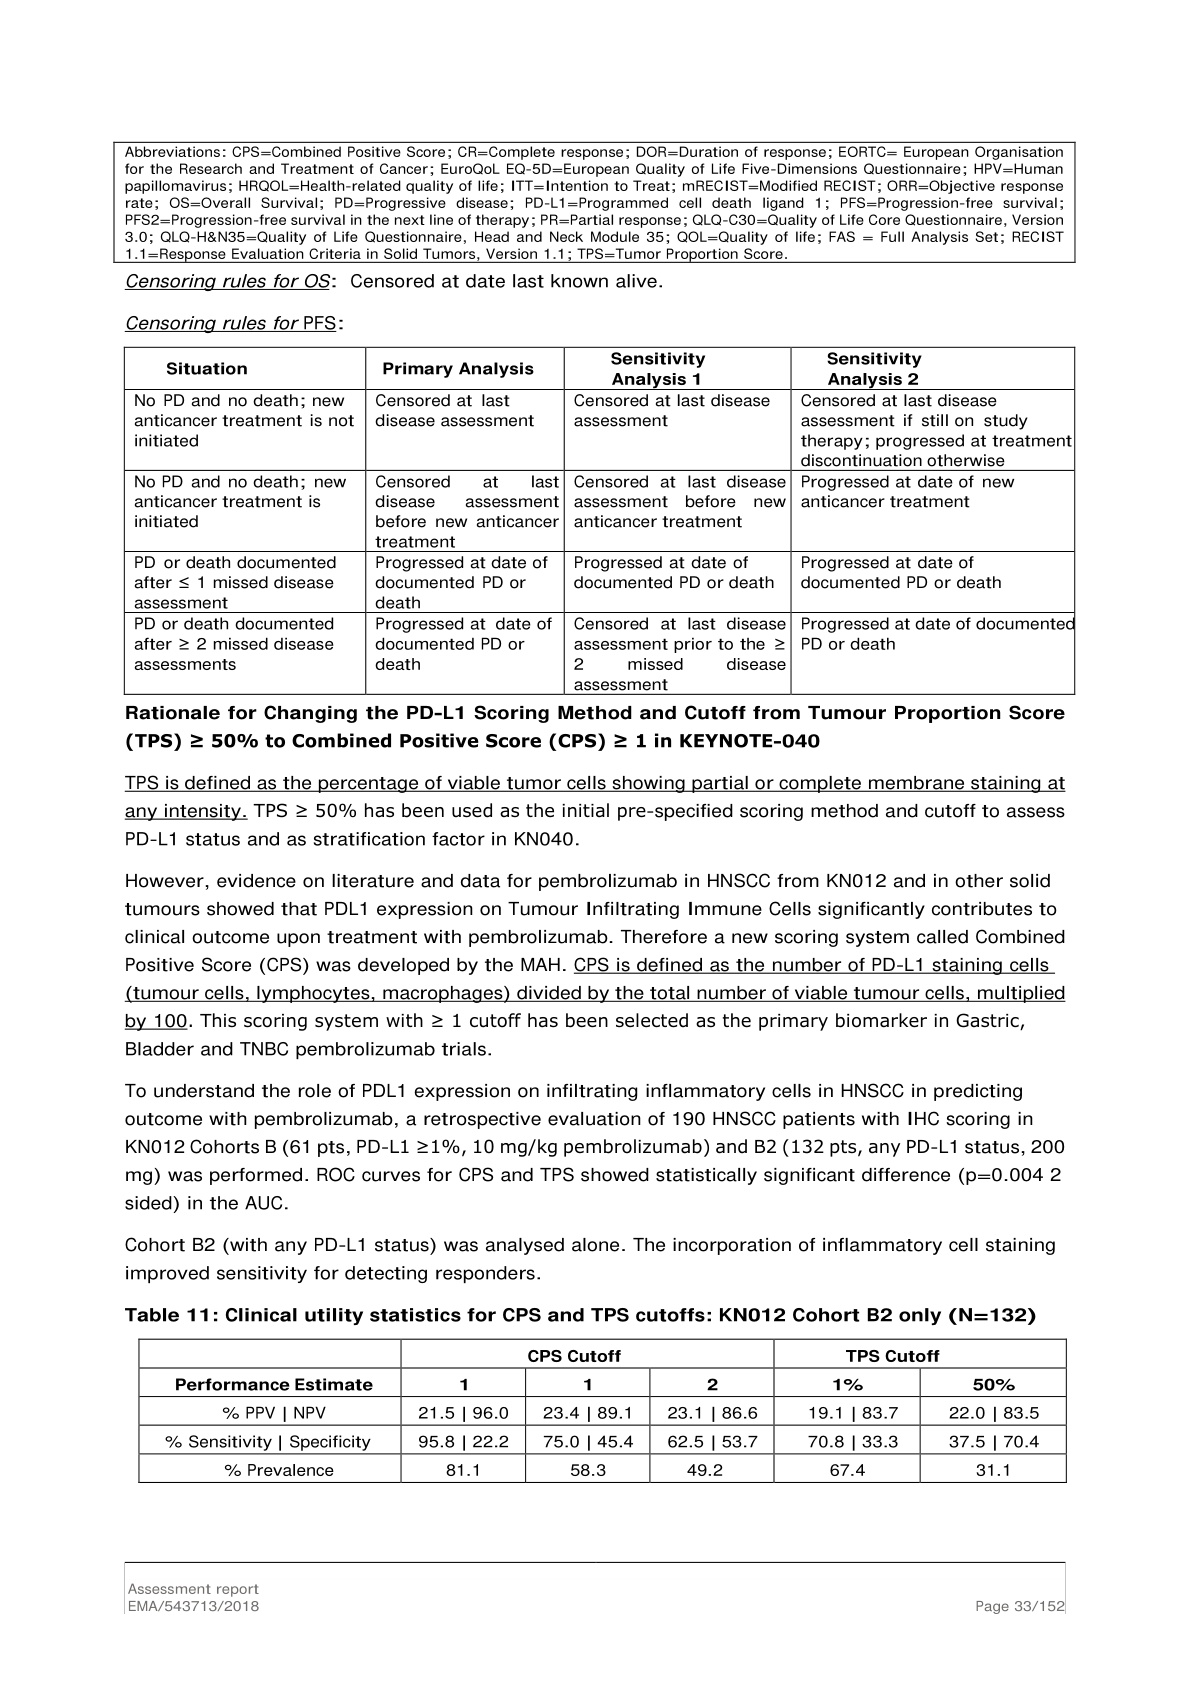 Abbreviations: CPS=Combined Positive Score; CR=Complete response; DOR=Duration of response; EORTC= European Organisation
for the Research and Treatment of Cancer; EuroQoL EQ-5D=European Quality of Life Five-Dimensions Questionnaire; HPV=Human
papillomavirus; HRQOL=Health-related quality of life; ITT=Intention to Treat; mRECIST=Modified RECIST; ORR=Objective response
rate; OS=Overall Survival; PD=Progressive disease; PD-L1=Programmed cell death ligand 1; PFS=Progression-free survival;
PFS2=Progression-free survival in the next line of therapy; PR=Partial response; QLQ-C30=Quality of Life Core Questionnaire, Version
3.0; QLQ-H&N35=Quality of Life Questionnaire, Head and Neck Module 35; QOL=Quality of life; FAS = Full Analysis Set; RECIST
1.1=Response Evaluation Criteria in Solid Tumors, Version 1.1; TPS=Tumor Proportion Score.
Censoring rules for OS: Censored at date last known alive.
Censoring rules for PFS:
Situation
Primary Analysis
Sensitivity
Analysis 1
Sensitivity
Analysis 2
No PD and no death; new
anticancer treatment is not
initiated
Censored at last
disease assessment
Censored at last disease
assessment
Censored at last disease
assessment if still on study
therapy; progressed at treatment
discontinuation otherwise
No PD and no death; new
anticancer treatment is
initiated
Censored at last
disease assessment
before new anticancer
treatment
Censored at last disease
assessment before new
anticancer treatment
Progressed at date of new
anticancer treatment
PD or death documented
after ≤ 1 missed disease
assessment
Progressed at date of
documented PD or
death
Progressed at date of
documented PD or death
Progressed at date of
documented PD or death
PD or death documented
after ≥ 2 missed disease
assessments
Progressed at date of
documented PD or
death
Censored at last disease
assessment prior to the ≥
2 missed disease
assessment
Progressed at date of documented
PD or death
Rationale for Changing the PD-L1 Scoring Method and Cutoff from Tumour Proportion Score
(TPS) ≥ 50% to Combined Positive Score (CPS) ≥ 1 in KEYNOTE-040
TPS is defined as the percentage of viable tumor cells showing partial or complete membrane staining at
any intensity. TPS ≥ 50% has been used as the initial pre-specified scoring method and cutoff to assess
PD-L1 status and as stratification factor in KN040.
However, evidence on literature and data for pembrolizumab in HNSCC from KN012 and in other solid
tumours showed that PDL1 expression on Tumour Infiltrating Immune Cells significantly contributes to
clinical outcome upon treatment with pembrolizumab. Therefore a new scoring system called Combined
Positive Score (CPS) was developed by the MAH. CPS is defined as the number of PD-L1 staining cells
(tumour cells, lymphocytes, macrophages) divided by the total number of viable tumour cells, multiplied
by 100. This scoring system with ≥ 1 cutoff has been selected as the primary biomarker in Gastric,
Bladder and TNBC pembrolizumab trials.
To understand the role of PDL1 expression on infiltrating inflammatory cells in HNSCC in predicting
outcome with pembrolizumab, a retrospective evaluation of 190 HNSCC patients with IHC scoring in
KN012 Cohorts B (61 pts, PD-L1 ≥1%, 10 mg/kg pembrolizumab) and B2 (132 pts, any PD-L1 status, 200
mg) was performed. ROC curves for CPS and TPS showed statistically significant difference (p=0.004 2
sided) in the AUC.
Cohort B2 (with any PD-L1 status) was analysed alone. The incorporation of inflammatory cell staining
improved sensitivity for detecting responders.
Table 11: Clinical utility statistics for CPS and TPS cutoffs: KN012 Cohort B2 only (N=132)
CPS Cutoff TPS Cutoff
Performance Estimate 1 1 2 1% 50%
% PPV | NPV 21.5 | 96.0 23.4 | 89.1 23.1 | 86.6 19.1 | 83.7 22.0 | 83.5
% Sensitivity | Specificity 95.8 | 22.2 75.0 | 45.4 62.5 | 53.7 70.8 | 33.3 37.5 | 70.4
% Prevalence 81.1 58.3 49.2 67.4 31.1
Assessment report
EMA/543713/2018 Page 33/152